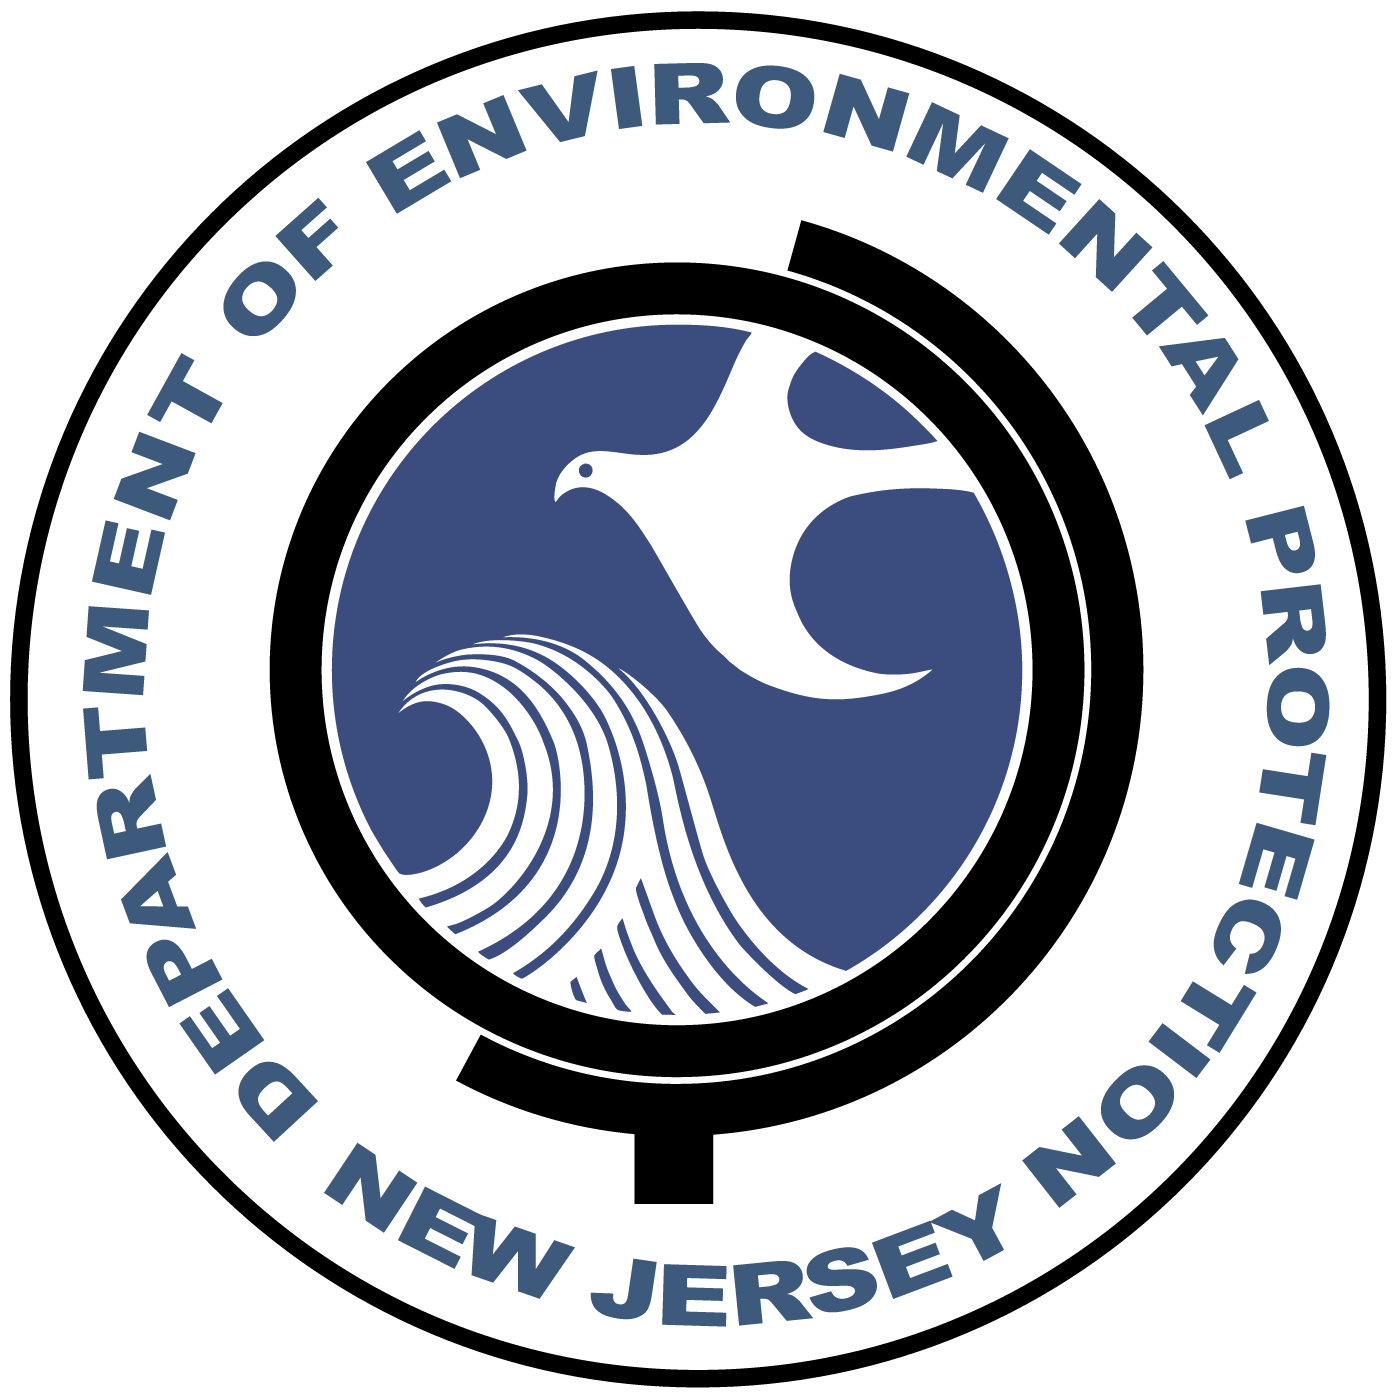 DEPARTMENT OF ENVIRONMENTAL PROTECTION
NEW JERSEY